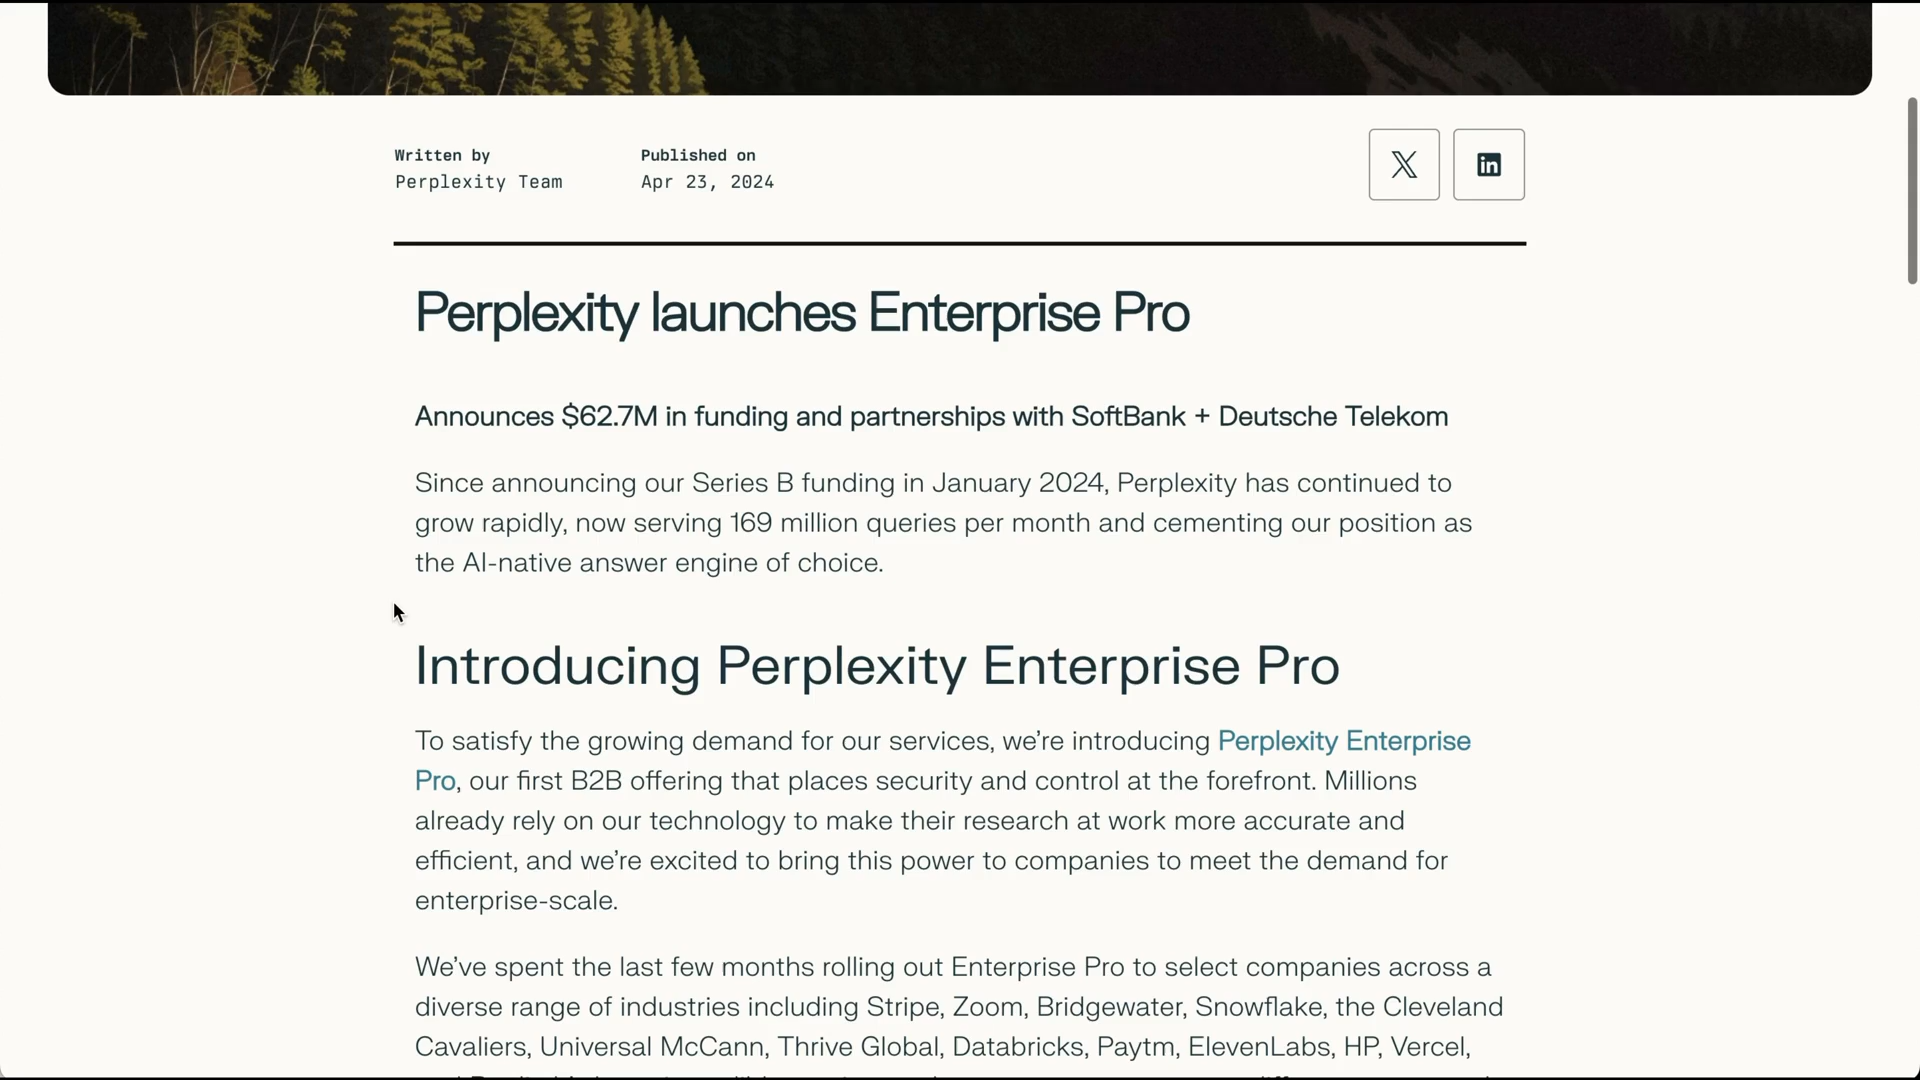 Written by
Perplexity Team
Published on
Apr 23, 2024
in
Perplexity launches Enterprise Pro
Announces $62.7M in funding and partnerships with SoftBank + Deutsche Telekom
Since announcing our Series B funding in January 2024, Perplexity has continued to
grow rapidly, now serving 169 million queries per month and cementing our position as
the AI-native answer engine of choice.
Introducing Perplexity Enterprise Pro
To satisfy the growing demand for our services, we’re introducing Perplexity Enterprise
Pro, our first B2B offering that places security and control at the forefront. Millions
already rely on our technology to make their research at work more accurate and
efficient, and we’re excited to bring this power to companies to meet the demand for
enterprise-scale.
We’ve spent the last few months rolling out Enterprise Pro to select companies across a
diverse range of industries including Stripe, Zoom, Bridgewater, Snowflake, the Cleveland
Cavaliers, Universal McCann, Thrive Global, Databricks, Paytm, ElevenLabs, HP, Vercel,